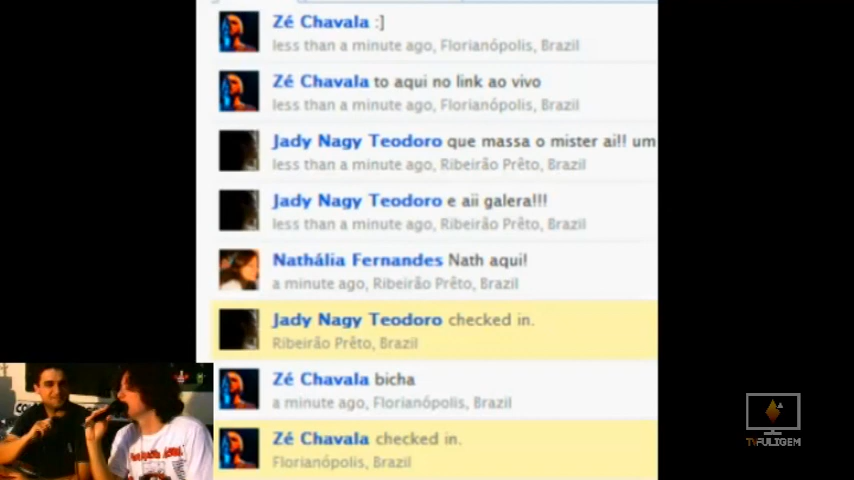 Zé Chavala :]
less than a minute ago, Florianópolis, Brazil
Zé Chavala to aqui no link ao vivo
less than a minute ago, Florianópolis, Brazil
Jady Nagy Teodoro que massa o mister ai!! um
less than a minute ago, Ribeirão Prêto, Brazil
Jady Nagy Teodoro e aii galera!!!
less than a minute ago, Ribeirão Prêto, Brazil
Nathália Fernandes Nath aqui!
a minute ago, Ribeirão Prêto, Brazil
Jady Nagy Teodoro checked in.
Ribeirão Prêto, Brazil
Zé Chavala bicha
a minute ago, Florianópolis, Brazil
Zé Chavala checked in.
Florianópolis, Brazil
TVFULIGEM